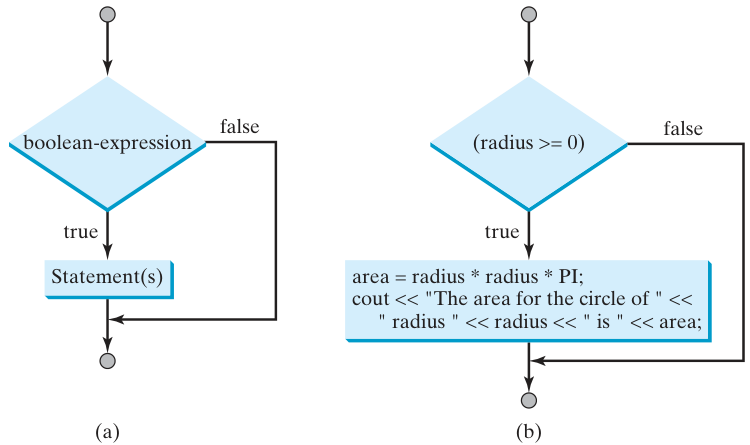 boolean-expression
false
true
Statement(s)
(a)
(radius >= 0)
false
true
area = radius * radius * PI;
cout << "The area for the circle of " <<
" radius " << radius << " is " << area;
(b)